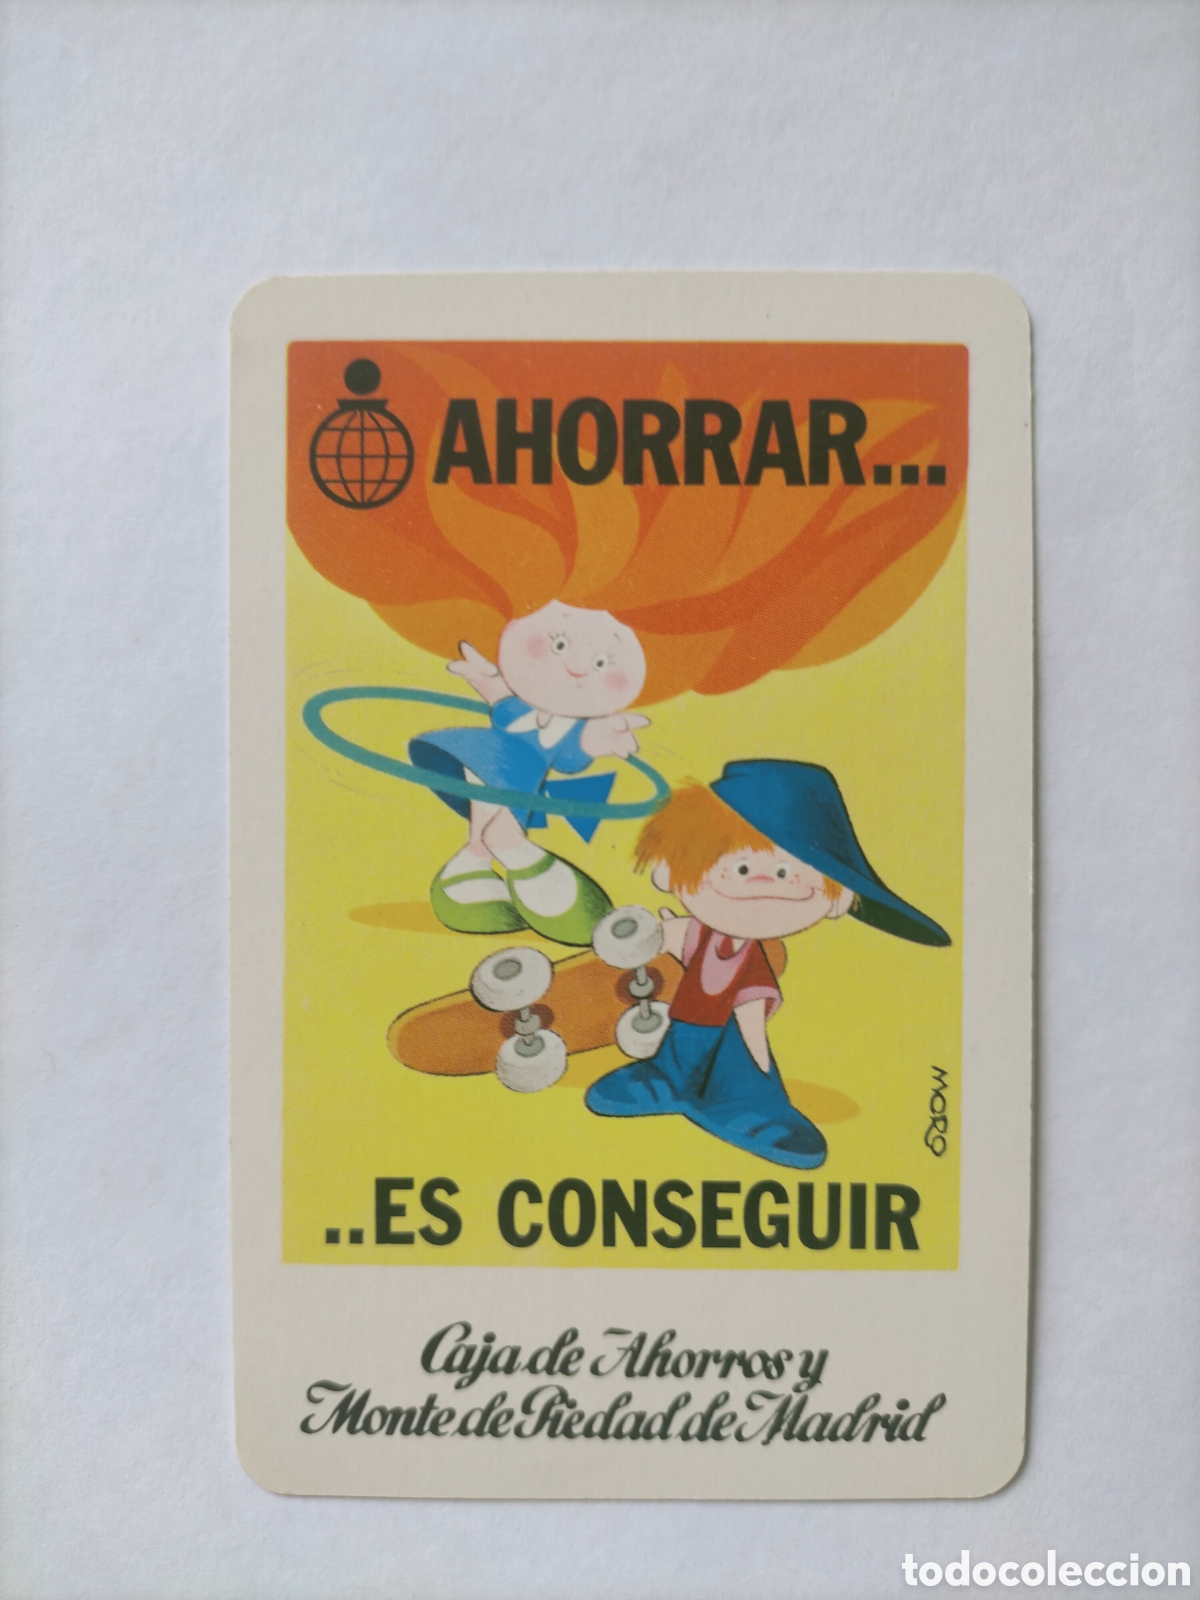 AHORRAR...
MORO
..ES CONSEGUIR
Caja de Ahorros y
Monte de Piedad de Madrid
todocoleccion